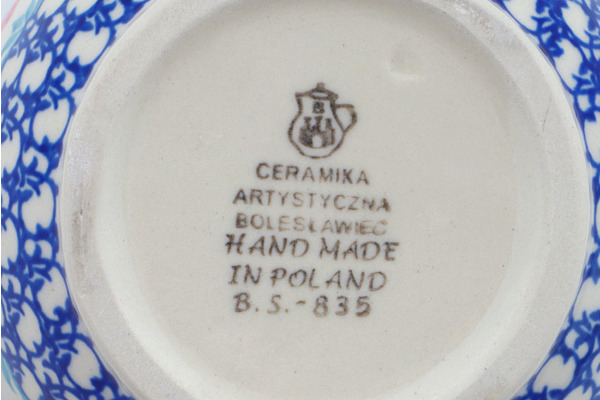 B
CERAMIKA
ARTYSTYCZNA
BOLESŁAWIEC
HAND MADE
IN POLAND
B.S.-835